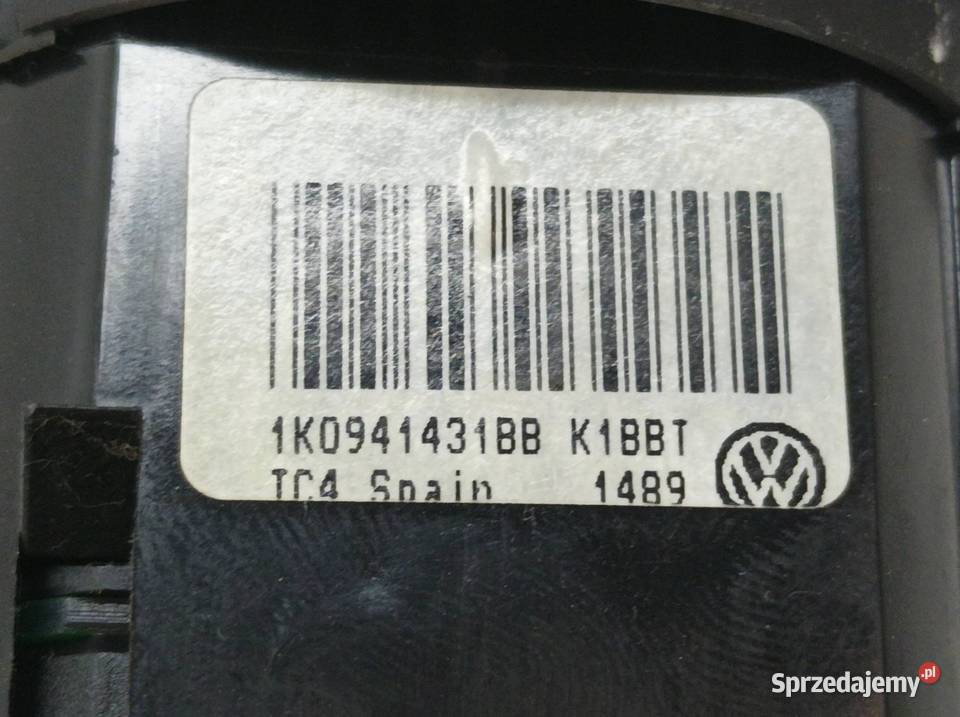 1K0941431BB K1BBT
TC4 Spain 1489
Sprzedajemy.pl